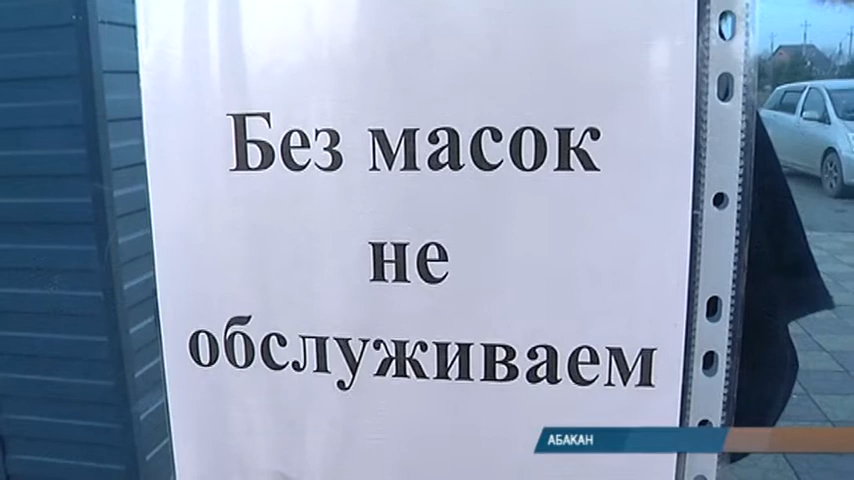 Без масок
не
обслуживаем
АБАКАН